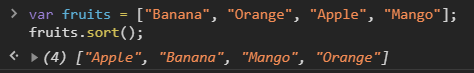 > var fruits = ["Banana", "Orange", "Apple", "Mango"];
fruits.sort();
<· ▶ (4) ["Apple", "Banana", "Mango", "Orange"]